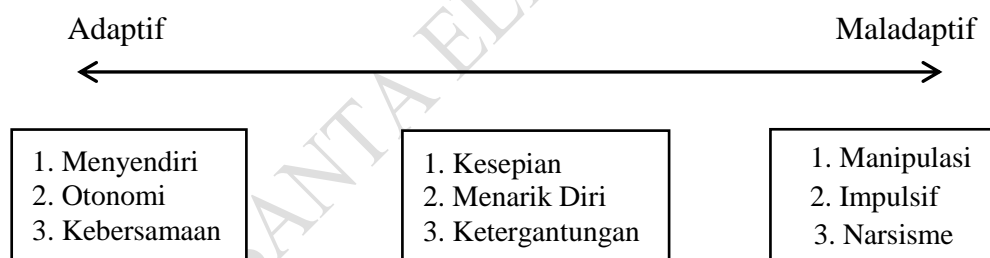 Adaptif
Maladaptif
1. Menyendiri
2. Otonomi
3. Kebersamaan
1. Kesepian
2. Menarik Diri
3. Ketergantungan
1. Manipulasi
2. Impulsif
3. Narsisme